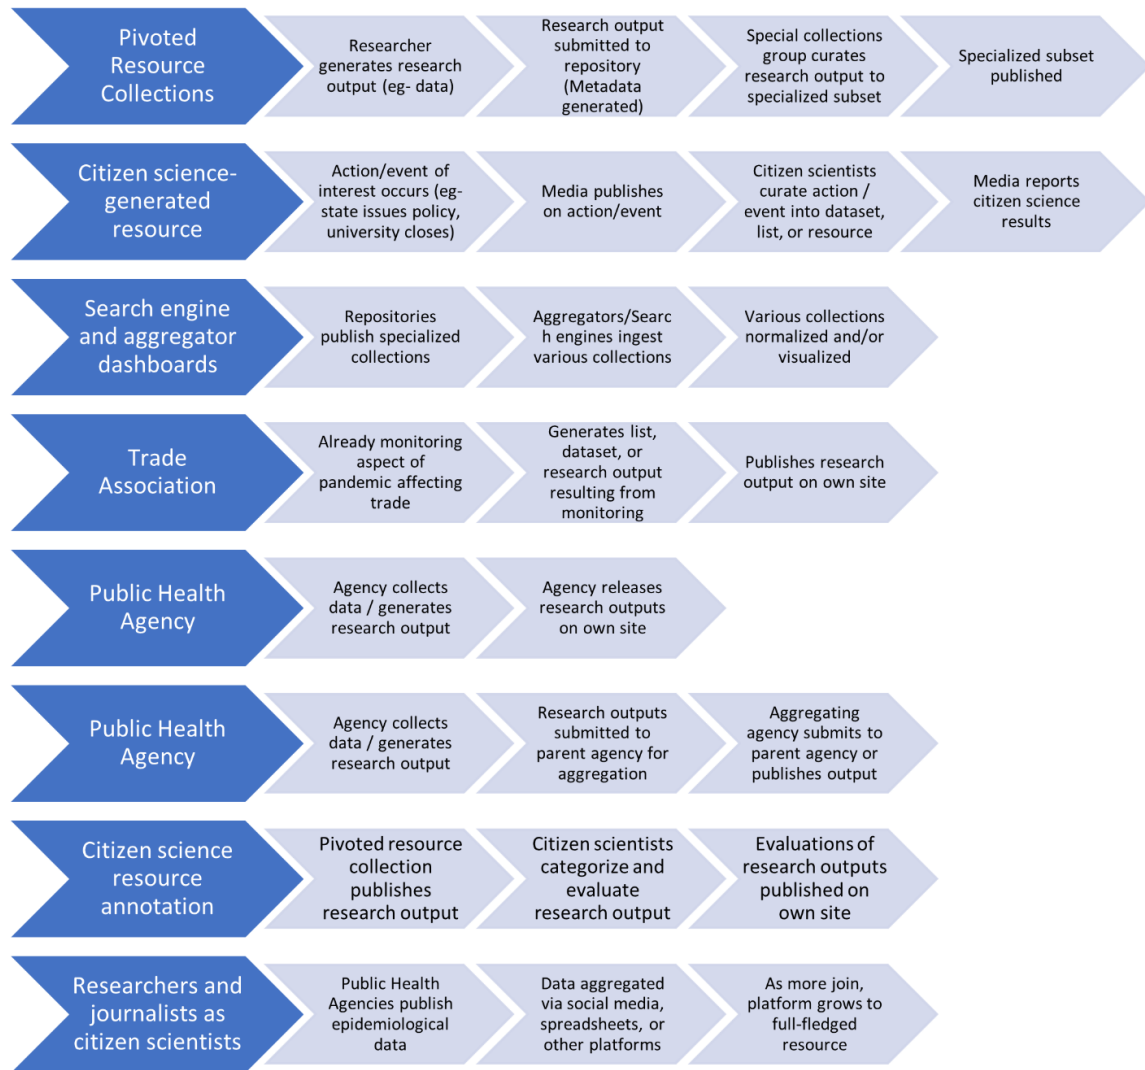 Pivoted
Resource
Collections
Researcher
generates research
output (eg- data)
Research output
submitted to
repository
(Metadata
generated)
Special collections
group curates
research output to
specialized subset
Specialized subset
published
Citizen science-
generated
resource
Action/event of
interest occurs (eg-
state issues policy,
university closes)
Media publishes
on action/event
Citizen scientists
curate action /
event into dataset,
list, or resource
Media reports
citizen science
results
Search engine
and aggregator
dashboards
Repositories
publish specialized
collections
Aggregators/Searc
h engines ingest
various collections
Various collections
normalized and/or
visualized
Trade
Association
Already monitoring
aspect of
pandemic affecting
trade
Generates list,
dataset, or
research output
resulting from
monitoring
Publishes research
output on own site
Public Health
Agency
Agency collects
data / generates
research output
Agency releases
research outputs
on own site
Public Health
Agency
Agency collects
data / generates
research output
Research outputs
submitted to
parent agency for
aggregation
Aggregating
agency submits to
parent agency or
publishes output
Citizen science
resource
annotation
Pivoted resource
collection
publishes
research output
Citizen scientists
categorize and
evaluate
research output
Evaluations of
research outputs
published on
own site
Researchers and
journalists as
citizen scientists
Public Health
Agencies publish
epidemiological
data
Data aggregated
via social media,
spreadsheets, or
other platforms
As more join,
platform grows to
full-fledged
resource